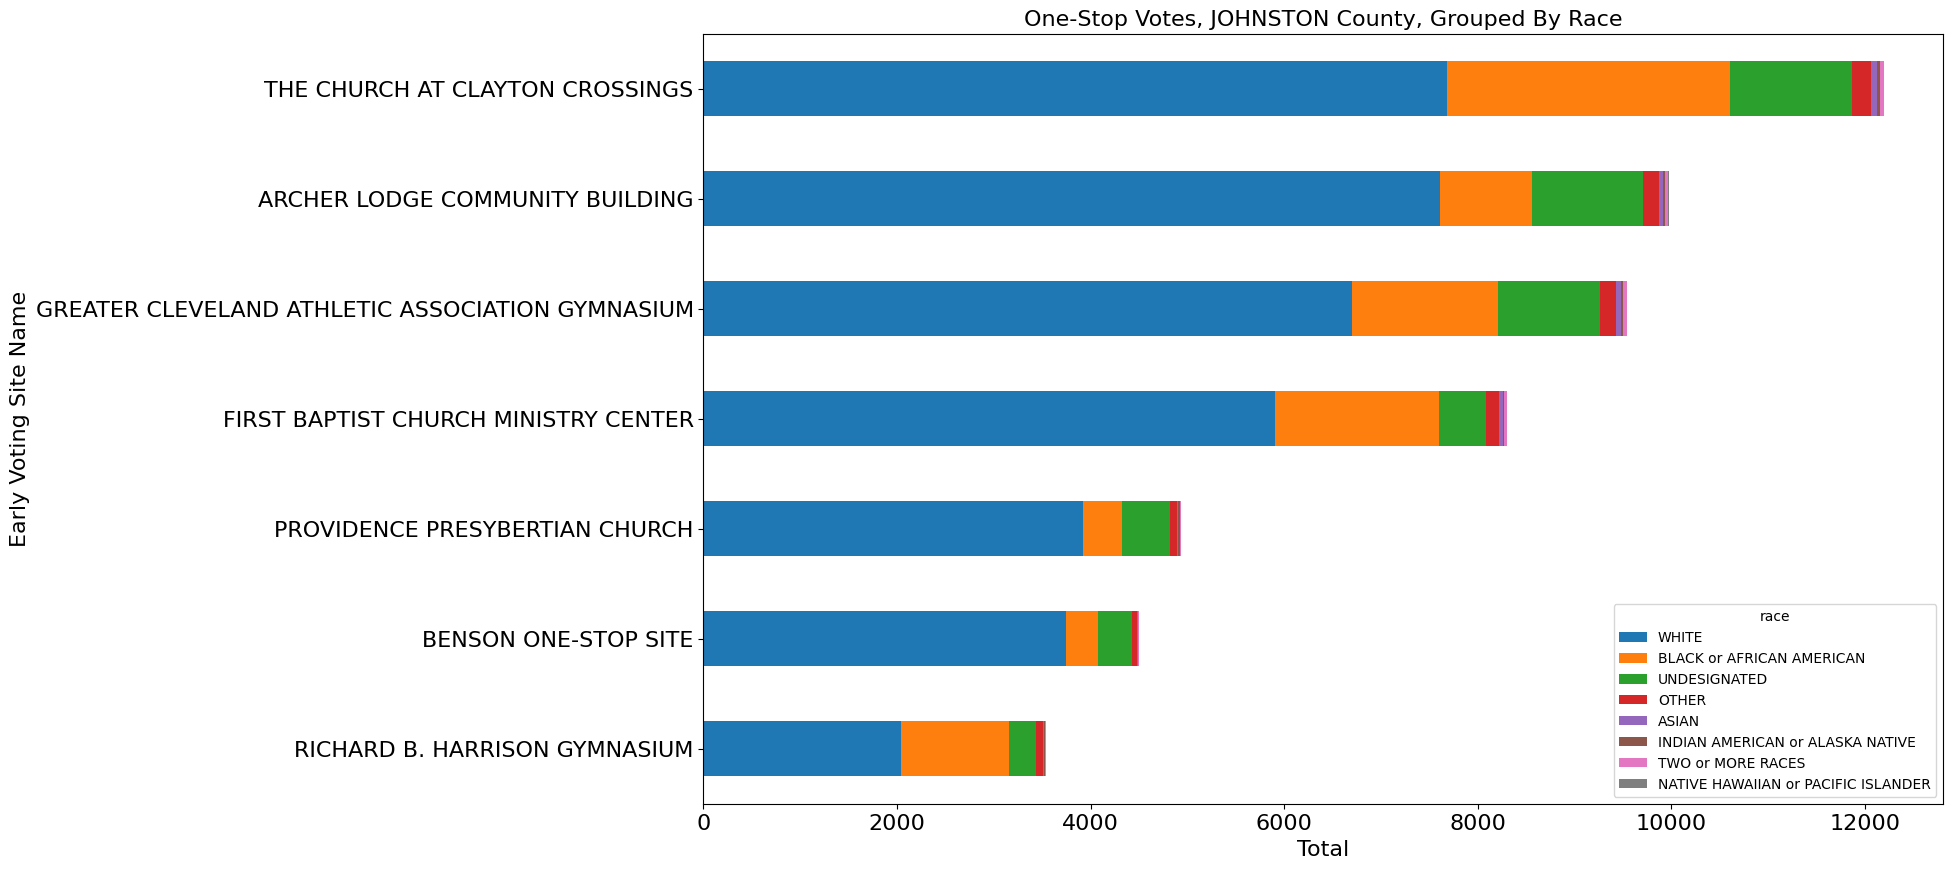 One-Stop Votes, JOHNSTON County, Grouped By Race
Early Voting Site Name
THE CHURCH AT CLAYTON CROSSINGS
ARCHER LODGE COMMUNITY BUILDING
GREATER CLEVELAND ATHLETIC ASSOCIATION GYMNASIUM
FIRST BAPTIST CHURCH MINISTRY CENTER
PROVIDENCE PRESYBERTIAN CHURCH
BENSON ONE-STOP SITE
RICHARD B. HARRISON GYMNASIUM
race
WHITE
BLACK or AFRICAN AMERICAN
UNDESIGNATED
OTHER
ASIAN
INDIAN AMERICAN or ALASKA NATIVE
TWO or MORE RACES
NATIVE HAWAIIAN or PACIFIC ISLANDER
0 2000 4000 6000 8000 10000 12000
Total